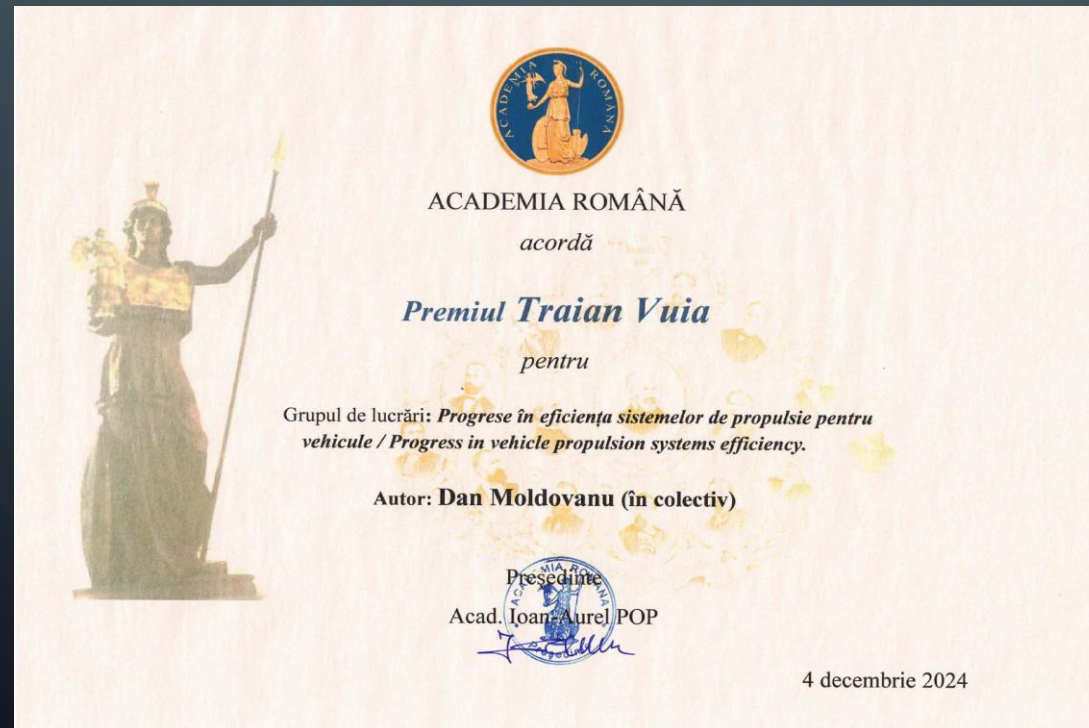 ACADEMIA ROMÂNĂ
ACADEMIA ROMÂNĂ
acordă
Premiul Traian Vuia
pentru
Grupul de lucrări: Progrese în eficiența sistemelor de propulsie pentru
vehicule / Progress in vehicle propulsion systems efficiency.
Autor: Dan Moldovanu (în colectiv)
Președinte
Acad. Ioan-Aurel POP
4 decembrie 2024